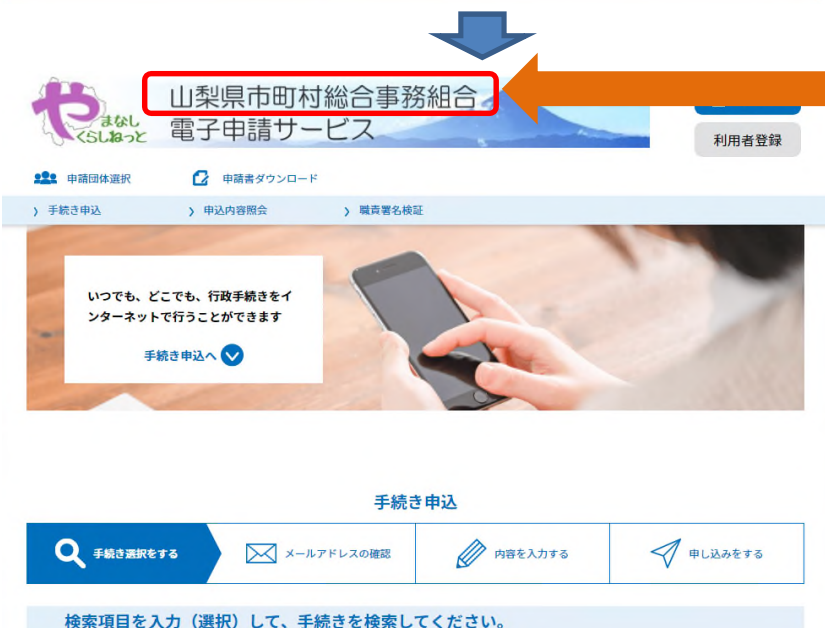 山梨県市町村総合事務組合
電子申請サービス
や
まなし
くらしねっと
利用者登録
申請団体選択
申請書ダウンロード
手続き申込
申込内容照会
職責署名検証
いつでも、どこでも、行政手続きをイ
ンターネットで行うことができます
手続き申込へ
手続き申込
手続き選択をする
メールアドレスの確認
内容を入力する
申し込みをする
検索項目を入力（選択）して、手続きを検索してください。